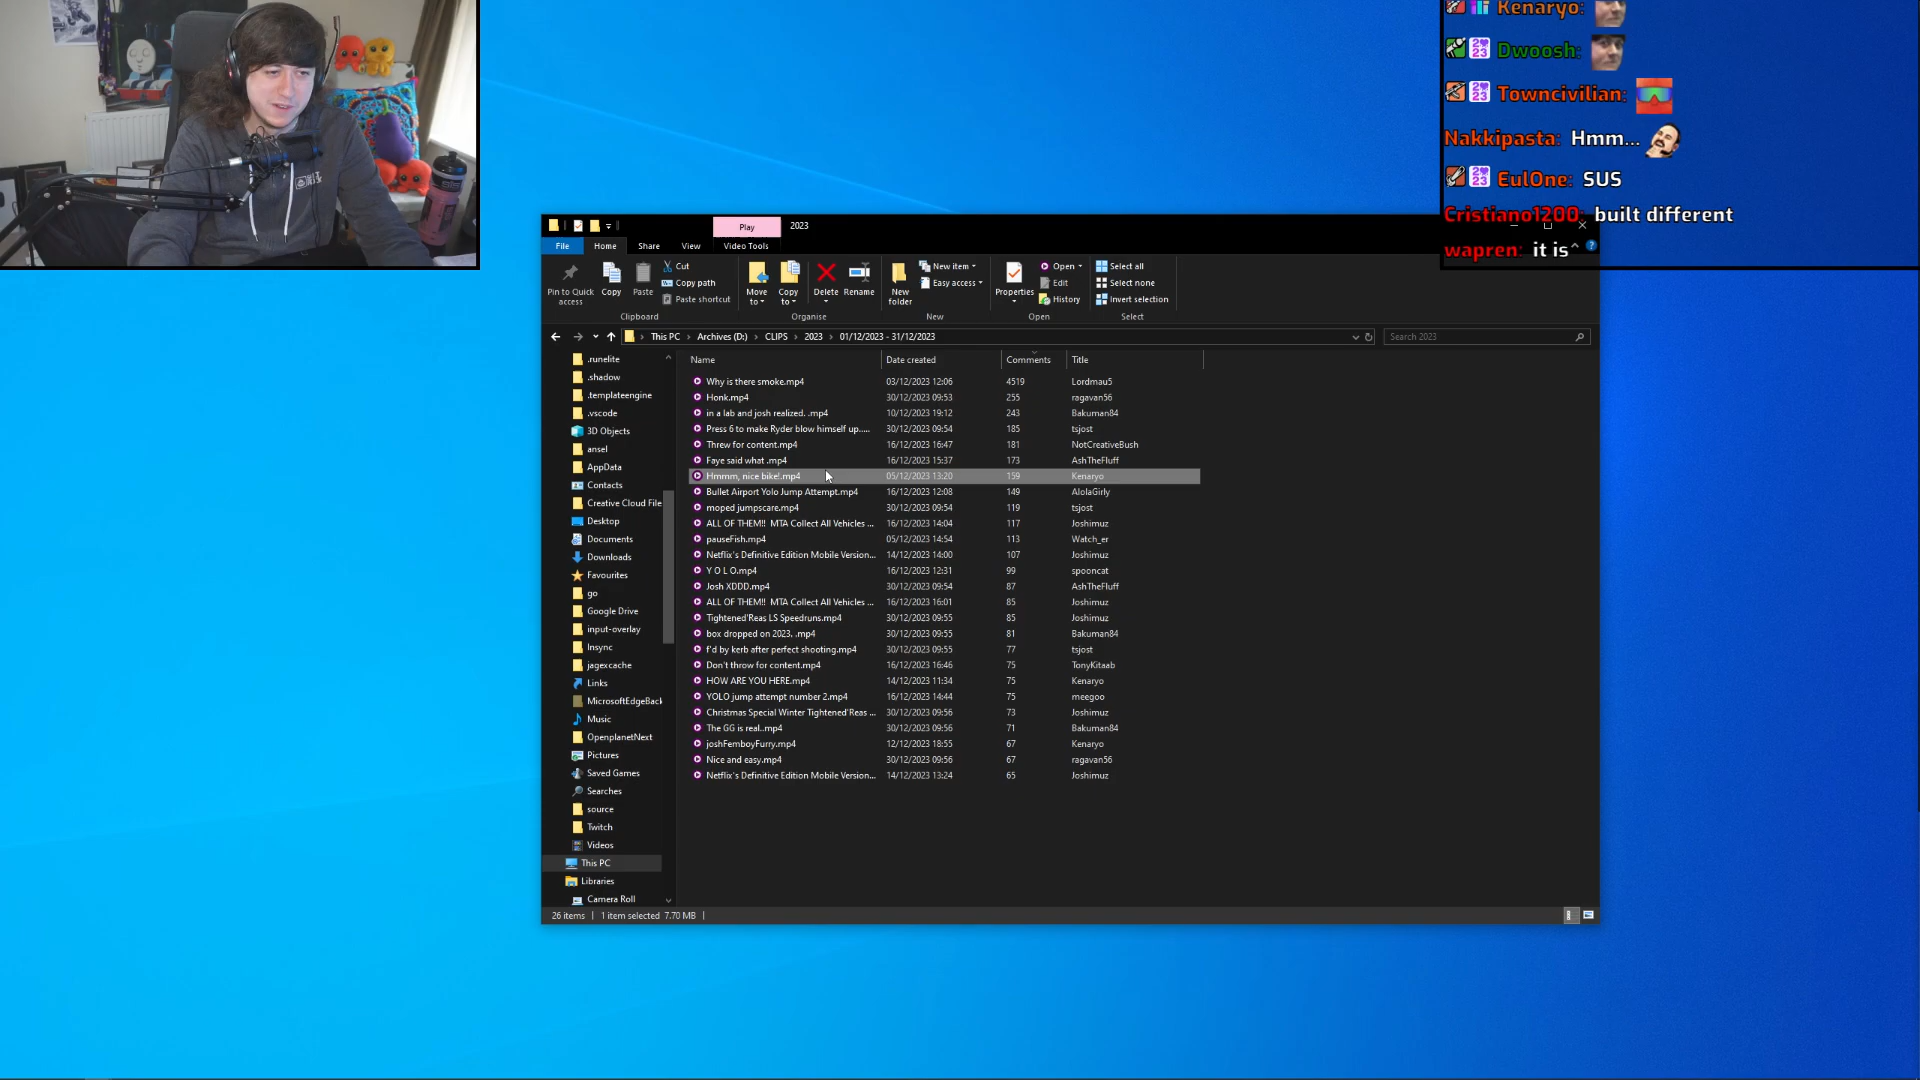 Kenaryo:
Dwoosh:
Towncivilian:
Nakkipasta: Hmm...
EulOne: SUS
Cristiano1200: built different
wapren: it is
Play
2023
File
Home
Share
View
Video Tools
Pin to Quick access
Copy
Paste
Cut
Copy path
Paste shortcut
Clipboard
Move to
Copy to
Delete
Rename
Organise
New folder
New item
Easy access
New
Properties
Open
Edit
History
Open
Select all
Select none
Invert selection
Select
This PC > Archives (D:) > CLIPS > 2023 > 01/12/2023 - 31/12/2023
Search 2023
.runelite
.shadow
.templateengine
.vscode
3D Objects
ansel
AppData
Contacts
Creative Cloud File
Desktop
Documents
Downloads
Favourites
go
Google Drive
input-overlay
Insync
jagexcache
Links
MicrosoftEdgeBack
Music
OpenplanetNext
Pictures
Saved Games
Searches
source
Twitch
Videos
This PC
Libraries
Camera Roll
Name Date created Comments Title
Why is there smoke.mp4 03/12/2023 12:06 4519 Lordmau5
Honk.mp4 30/12/2023 09:53 255 ragavan56
in a lab and josh realized. .mp4 10/12/2023 19:12 243 Bakuman84
Press 6 to make Ryder blow himself up.... 30/12/2023 09:54 185 tsjost
Threw for content.mp4 16/12/2023 16:47 181 NotCreativeBush
Faye said what .mp4 16/12/2023 15:37 173 AshTheFluff
Hmmm, nice bike!.mp4 05/12/2023 13:20 159 Kenaryo
Bullet Airport Yolo Jump Attempt.mp4 16/12/2023 12:08 149 AlolaGirly
moped jumpscare.mp4 30/12/2023 09:54 119 tsjost
ALL OF THEM!! MTA Collect All Vehicles ... 16/12/2023 14:04 117 Joshimuz
pauseFish.mp4 05/12/2023 14:54 113 Watch_er
Netflix's Definitive Edition Mobile Version... 14/12/2023 14:00 107 Joshimuz
Y O L O.mp4 16/12/2023 12:31 99 spooncat
Josh XDDD.mp4 30/12/2023 09:54 87 AshTheFluff
ALL OF THEM!! MTA Collect All Vehicles ... 16/12/2023 16:01 85 Joshimuz
Tightened'Reas LS Speedruns.mp4 30/12/2023 09:55 85 Joshimuz
box dropped on 2023. .mp4 30/12/2023 09:55 81 Bakuman84
f'd by kerb after perfect shooting.mp4 30/12/2023 09:55 77 tsjost
Don't throw for content.mp4 16/12/2023 16:46 75 TonyKitaab
HOW ARE YOU HERE.mp4 14/12/2023 11:34 75 Kenaryo
YOLO jump attempt number 2.mp4 16/12/2023 14:44 75 meegoo
Christmas Special Winter Tightened'Reas ... 30/12/2023 09:56 73 Joshimuz
The GG is real..mp4 30/12/2023 09:56 71 Bakuman84
joshFemboyFurry.mp4 12/12/2023 18:55 67 Kenaryo
Nice and easy.mp4 30/12/2023 09:56 67 ragavan56
Netflix's Definitive Edition Mobile Version... 14/12/2023 13:24 65 Joshimuz
26 items 1 item selected 7.70 MB